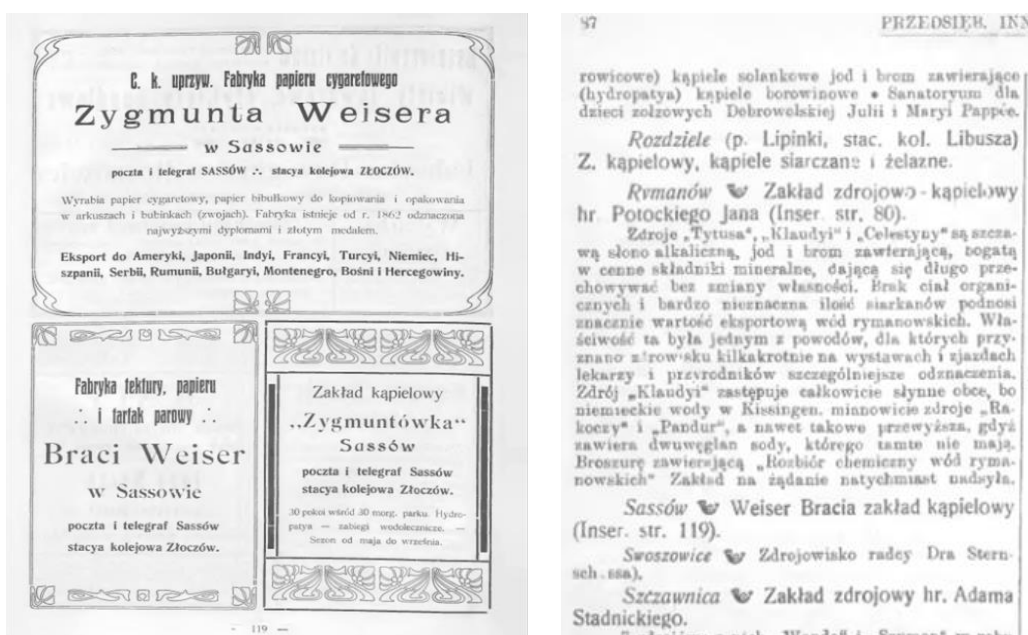 C. k. uprzyw. Fabryka papieru cygaretowego
Zygmunta Weisera
w Sassowie
poczta i telegraf SASSÓW ∴ stacya kolejowa ZŁOCZÓW.
Wyrabia papier cygaretowy, papier bibułkowy do kopiowania i opakowania
w arkuszach i bubinkach (zwojach). Fabryka istnieje od r. 1862 odznaczona
najwyższymi dyplomami i złotym medalem.
Eksport do Ameryki, Japonii, Indyi, Francyi, Turcyi, Niemiec, Hi-
szpanii, Serbii, Rumunii, Bułgaryi, Montenegro, Bośni i Hercegowiny.
Fabryka tektury, papieru
∴ i tartak parowy ∴
Braci Weiser
w Sassowie
poczta i telegraf Sassów
stacya kolejowa Złoczów.
Zakład kąpielowy
„Zygmuntówka“
Sassów
poczta i telegraf Sassów
stacya kolejowa Złoczów.
30 pokoi wśród 30 morg. parku. Hydro-
patya — zabiegi wodolecznicze. —
Sezon od maja do września.
- 119 —
87 PRZEDSIĘB. INN
rowicowe) kąpiele solankowe jod i brom zawierające
(hydropatya) kąpiele borowinowe • Sanatoryum dla
dzieci zołzowych Dobrowolskiej Julii i Maryi Pappée.
Rozdziele (p. Lipinki, stac. kol. Libusza)
Z. kąpielowy, kąpiele siarczane i żelazne.
Rymanów Zakład zdrojowo-kąpielowy
hr. Potockiego Jana (Inser. str. 80).
Zdroje „Tytusa“, „Klaudyi“ i „Celestyny“ są szcza-
wą słono alkaliczną, jod i brom zawierającą, bogatą
w cenne składniki mineralne, dającą się długo prze-
chowywać bez zmiany własności. Brak ciał organi-
cznych i bardzo nieznaczna ilość siarkanów podnosi
znacznie wartość eksportową wód rymanowskich. Wła-
ściwość ta była jednym z powodów, dla których przy-
znano zdrowisku kilkakrotnie na wystawach i zjazdach
lekarzy i przyrodników szczególniejsze odznaczenia.
Zdrój „Klaudyi“ zastępuje całkowicie słynne obce, bo
niemieckie wody w Kissingen. mianowicie zdroje „Ra-
koczy“ i „Pandur“, a nawet takowe przewyższa, gdyż
zawiera dwuwęglan sody, którego tamte nie mają.
Broszurę zawierającą „Rozbiór chemiczny wód ryma-
nowskich“ Zakład na żądanie natychmiast nadsyła.
Sassów Weiser Bracia zakład kąpielowy
(Inser. str. 119).
Swoszowice Zdrojowisko radcy Dra Stern-
sch ssa).
Szczawnica Zakład zdrojowy hr. Adama
Stadnickiego.